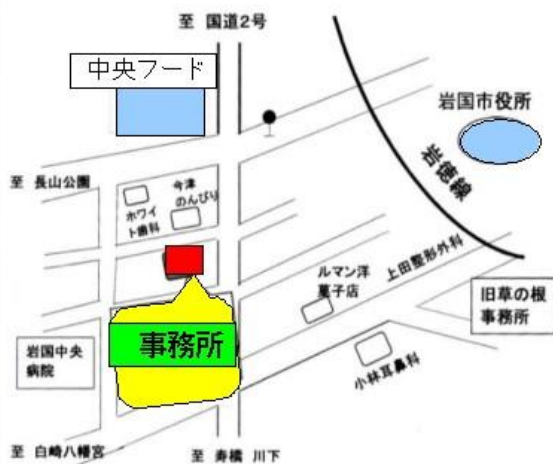 至 国道2号
中央フード
岩国市役所
岩徳線
至 長山公園
今津
のんびり
ホワイ
ト歯科
ルマン洋
菓子店
上田整形外科
旧草の根
事務所
事務所
岩国中央
病院
小林耳鼻科
至 白崎八幡宮
至 寿橋 川下